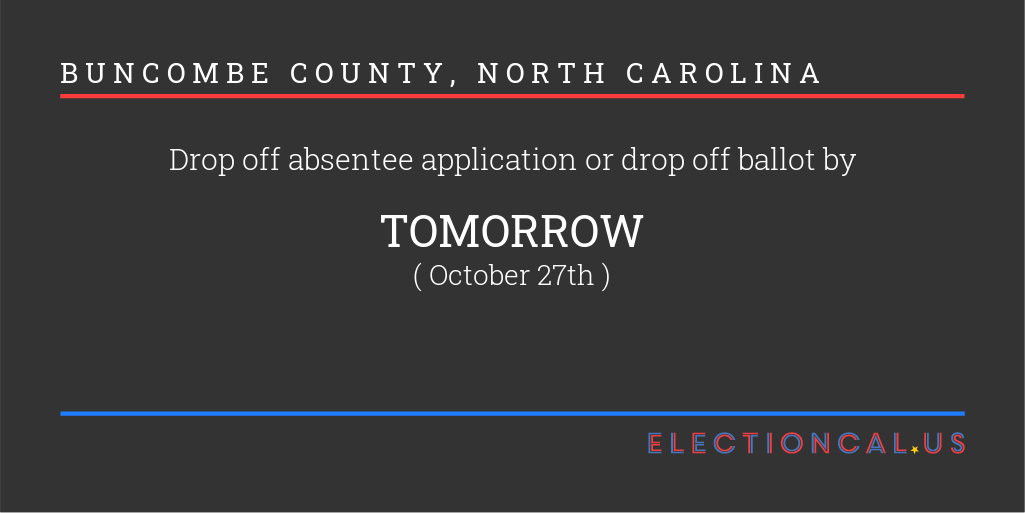 BUNCOMBE COUNTY, NORTH CAROLINA
Drop off absentee application or drop off ballot by
TOMORROW
( October 27th )
ELECTIONCAL.US